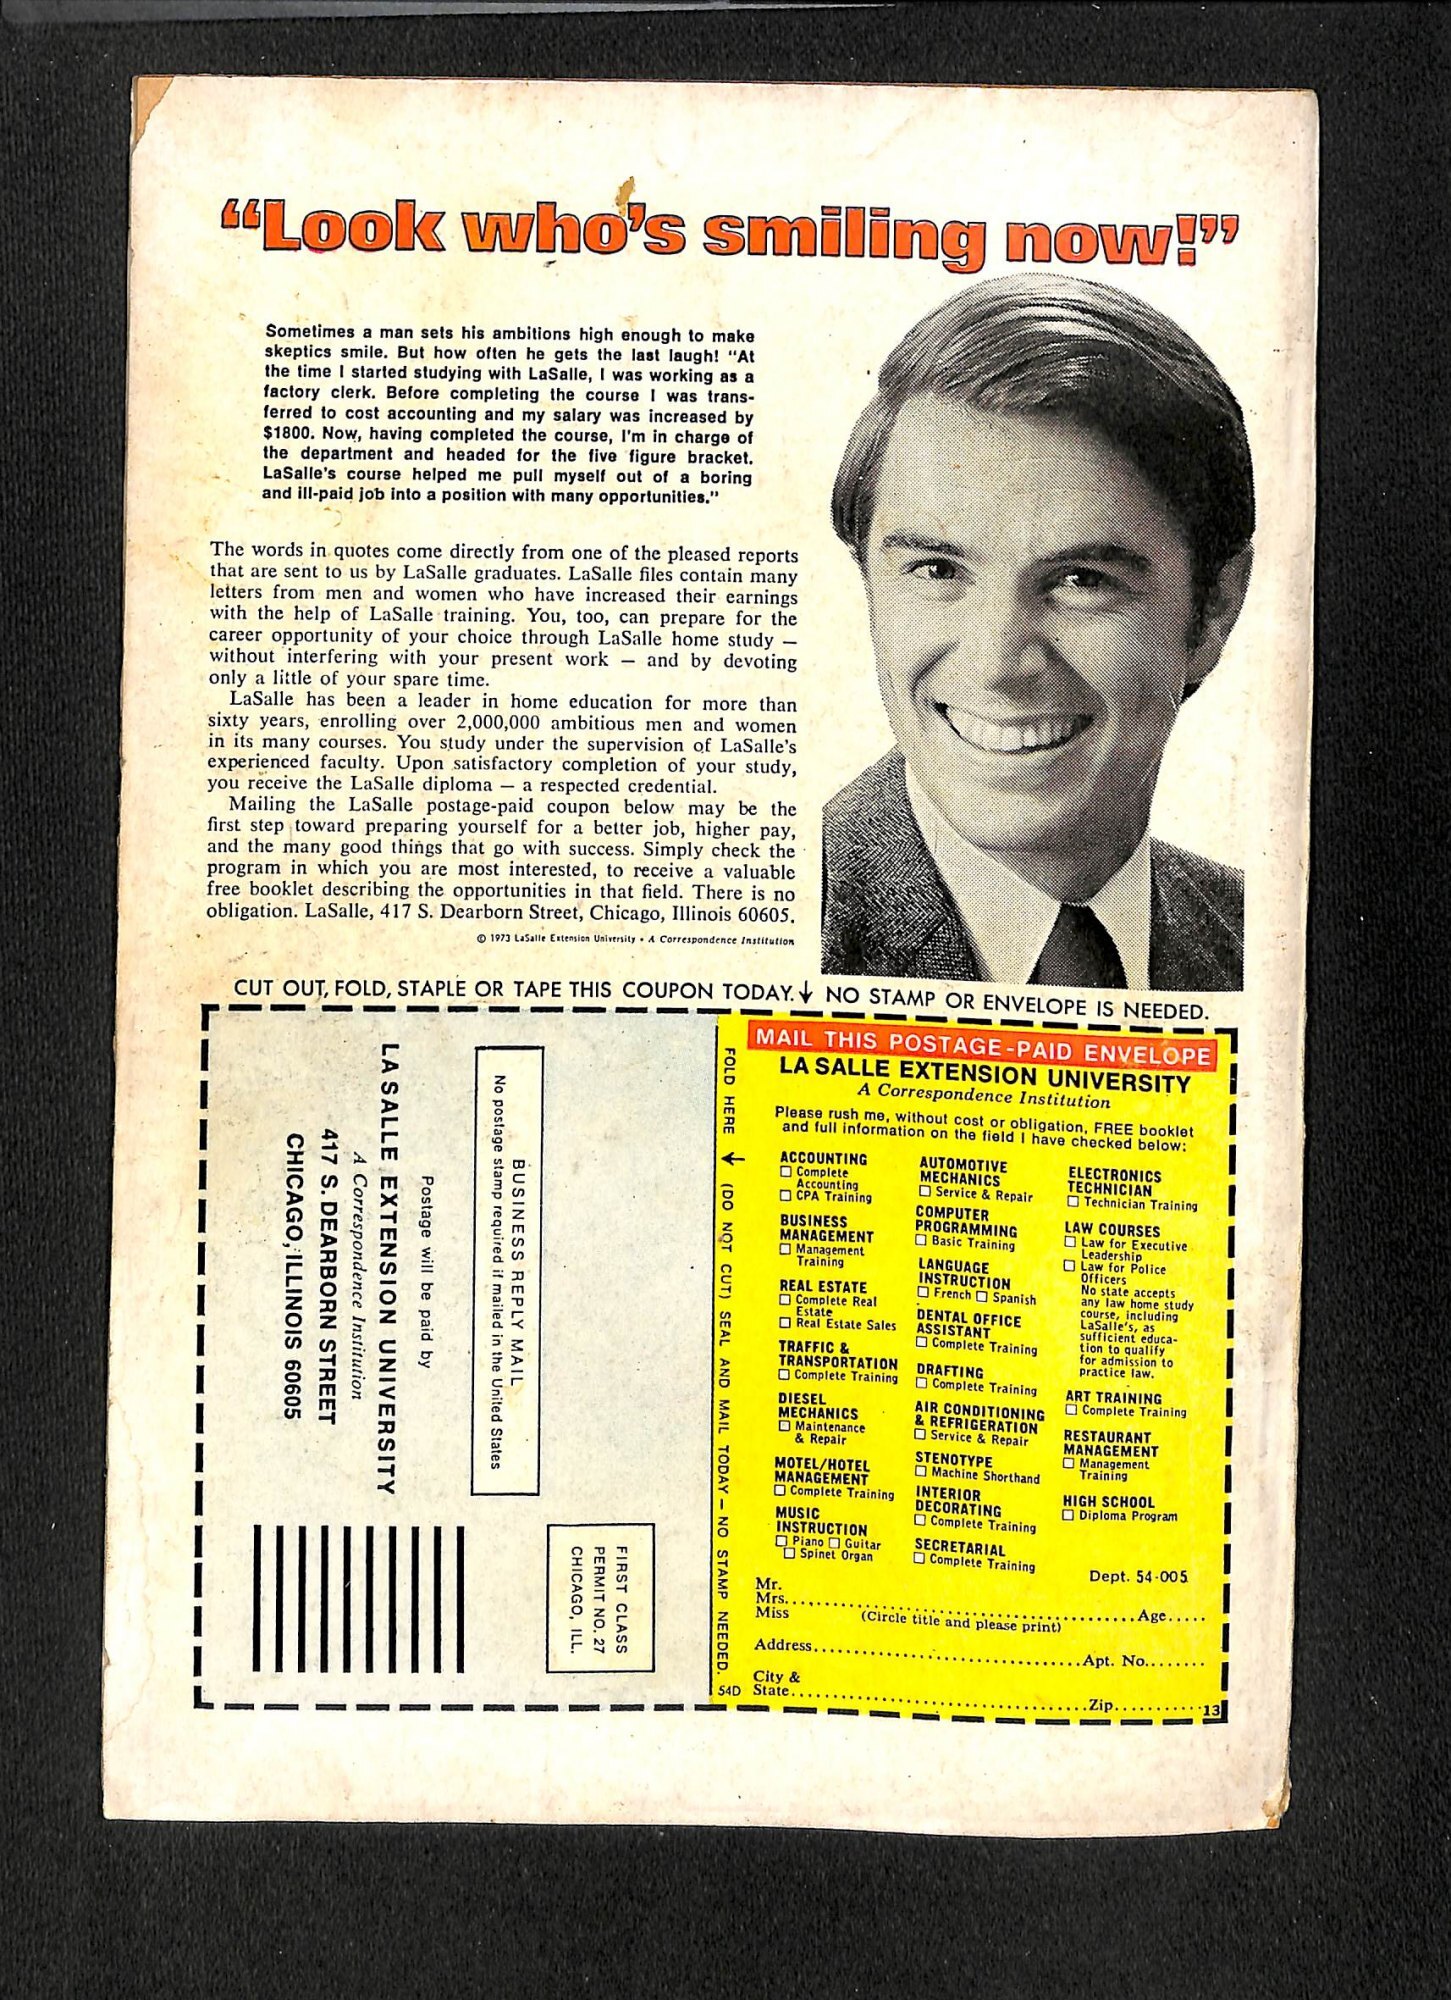 “Look who's smiling now!”
Sometimes a man sets his ambitions high enough to make
skeptics smile. But how often he gets the last laugh! “At
the time I started studying with LaSalle, I was working as a
factory clerk. Before completing the course I was trans-
ferred to cost accounting and my salary was increased by
$1800. Now, having completed the course, I'm in charge of
the department and headed for the five figure bracket.
LaSalle's course helped me pull myself out of a boring
and ill-paid job into a position with many opportunities.”
The words in quotes come directly from one of the pleased reports
that are sent to us by LaSalle graduates. LaSalle files contain many
letters from men and women who have increased their earnings
with the help of LaSalle training. You, too, can prepare for the
career opportunity of your choice through LaSalle home study —
without interfering with your present work — and by devoting
only a little of your spare time.
LaSalle has been a leader in home education for more than
sixty years, enrolling over 2,000,000 ambitious men and women
in its many courses. You study under the supervision of LaSalle's
experienced faculty. Upon satisfactory completion of your study,
you receive the LaSalle diploma — a respected credential.
Mailing the LaSalle postage-paid coupon below may be the
first step toward preparing yourself for a better job, higher pay,
and the many good things that go with success. Simply check the
program in which you are most interested, to receive a valuable
free booklet describing the opportunities in that field. There is no
obligation. LaSalle, 417 S. Dearborn Street, Chicago, Illinois 60605.
© 1973 LaSalle Extension University • A Correspondence Institution
CUT OUT, FOLD, STAPLE OR TAPE THIS COUPON TODAY. ↓ NO STAMP OR ENVELOPE IS NEEDED.
FIRST CLASS
PERMIT NO. 27
CHICAGO, ILL.
BUSINESS REPLY MAIL
No postage stamp required if mailed in the United States
Postage will be paid by
LA SALLE EXTENSION UNIVERSITY
A Correspondence Institution
417 S. DEARBORN STREET
CHICAGO, ILLINOIS 60605
FOLD HERE ↓ (DO NOT CUT) SEAL AND MAIL TODAY — NO STAMP NEEDED.
54D
MAIL THIS POSTAGE-PAID ENVELOPE
LA SALLE EXTENSION UNIVERSITY
A Correspondence Institution
Please rush me, without cost or obligation, FREE booklet
and full information on the field I have checked below:
ACCOUNTING
☐ Complete
Accounting
☐ CPA Training
BUSINESS
MANAGEMENT
☐ Management
Training
REAL ESTATE
☐ Complete Real
Estate
☐ Real Estate Sales
TRAFFIC &
TRANSPORTATION
☐ Complete Training
DIESEL
MECHANICS
☐ Maintenance
& Repair
MOTEL/HOTEL
MANAGEMENT
☐ Complete Training
MUSIC
INSTRUCTION
☐ Piano ☐ Guitar
☐ Spinet Organ
AUTOMOTIVE
MECHANICS
☐ Service & Repair
COMPUTER
PROGRAMMING
☐ Basic Training
LANGUAGE
INSTRUCTION
☐ French ☐ Spanish
DENTAL OFFICE
ASSISTANT
☐ Complete Training
DRAFTING
☐ Complete Training
AIR CONDITIONING
& REFRIGERATION
☐ Service & Repair
STENOTYPE
☐ Machine Shorthand
INTERIOR
DECORATING
☐ Complete Training
SECRETARIAL
☐ Complete Training
ELECTRONICS
TECHNICIAN
☐ Technician Training
LAW COURSES
☐ Law for Executive
Leadership
☐ Law for Police
Officers
No state accepts
any law home study
course, including
LaSalle's, as
sufficient educa-
tion to qualify
for admission to
practice law.
ART TRAINING
☐ Complete Training
RESTAURANT
MANAGEMENT
☐ Management
Training
HIGH SCHOOL
☐ Diploma Program
Dept. 54-005
Mr.
Mrs. Age
Miss (Circle title and please print)
Address Apt. No.
City &
State Zip 13